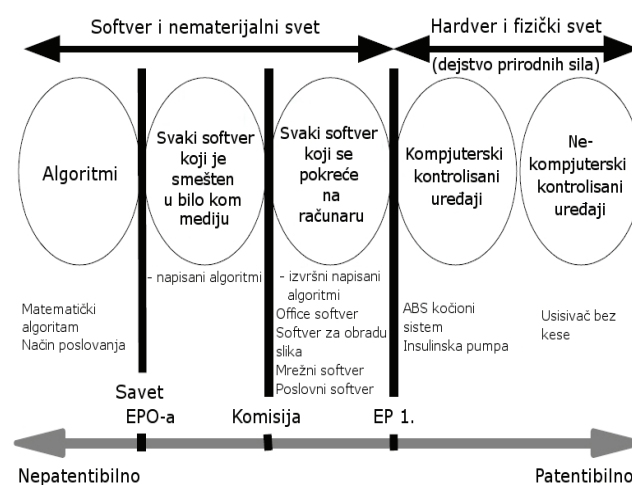 Softver i nematerijalni svet
Hardver i fizički svet
(dejstvo prirodnih sila)
Algoritmi
Svaki softver
koji je
smešten
u bilo kom
mediju
Svaki softver
koji se
pokreće
na
računaru
Kompjuterski
kontrolisani
uređaji
Ne-
kompjuterski
kontrolisani
uređaji
Matematički
algoritam
Način poslovanja
- napisani algoritmi
- izvršni napisani
algoritmi
Office softver
Softver za obradu
slika
Mrežni softver
Poslovni softver
ABS kočioni
sistem
Insulinska pumpa
Usisivač bez
kese
Savet
EPO-a
Komisija
EP 1.
Nepatentibilno
Patentibilno